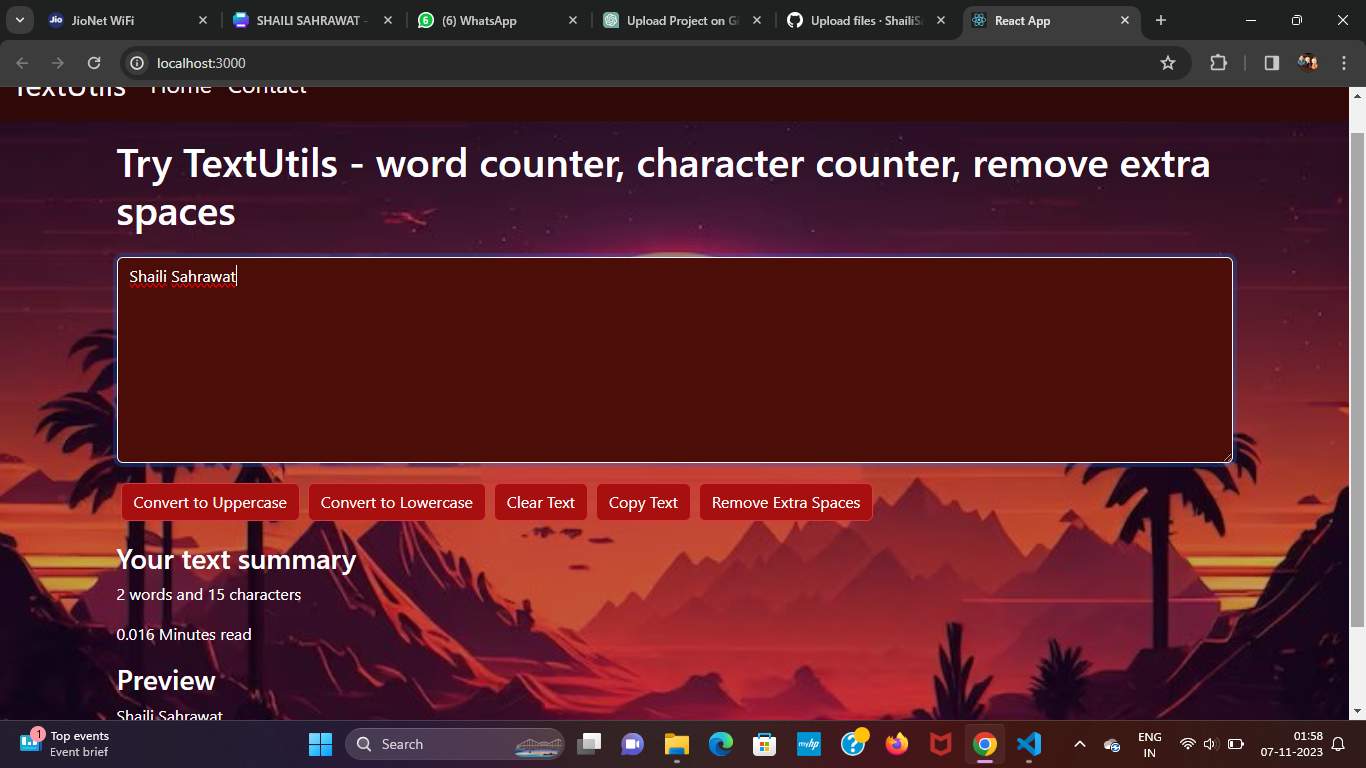 JioNet WiFi
SHAILI SAHRAWAT -
6 (6) WhatsApp
Upload Project on Gi
Upload files · ShailiS
React App
localhost:3000
TextUtils Home Contact
Try TextUtils - word counter, character counter, remove extra
spaces
Shaili Sahrawat
Convert to Uppercase Convert to Lowercase Clear Text Copy Text Remove Extra Spaces
Your text summary
2 words and 15 characters
0.016 Minutes read
Preview
Shaili Sahrawat
1
Top events
Event brief
Search
myhp
ENG
IN
01:58
07-11-2023